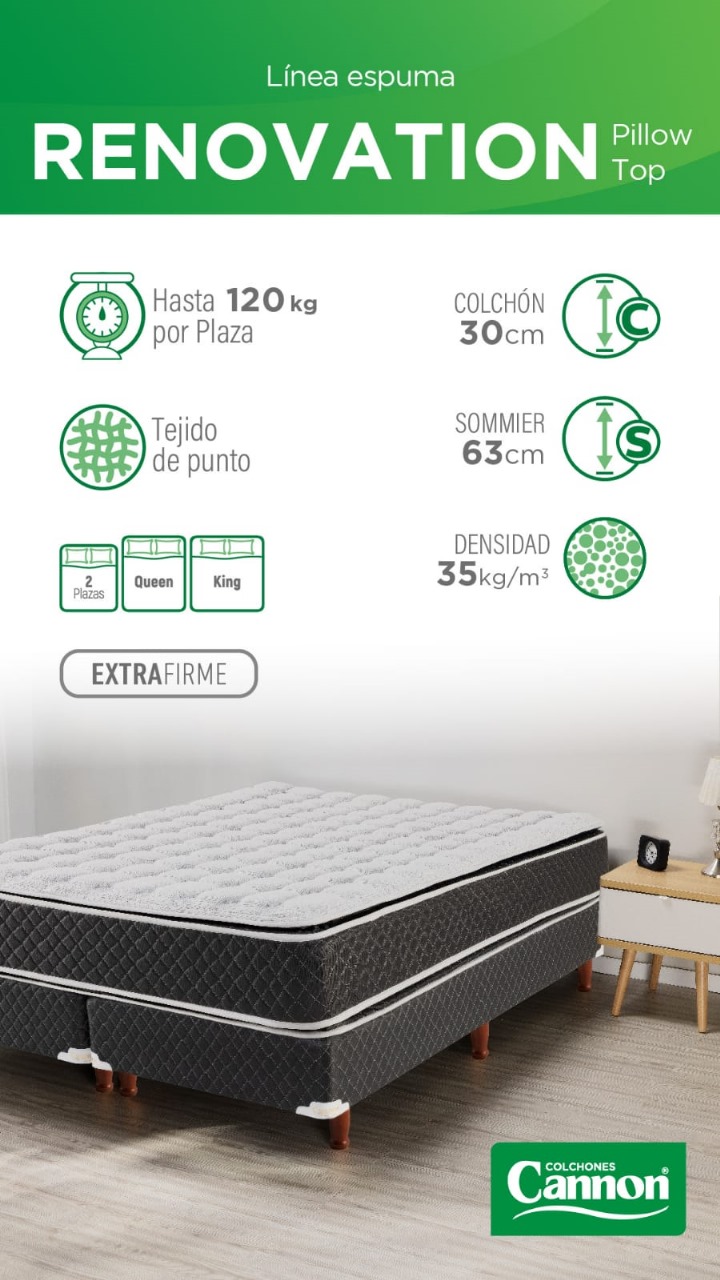 Línea espuma
RENOVATION Pillow Top
Hasta 120 kg
por Plaza
Tejido
de punto
2
Plazas
Queen
King
EXTRAFIRME
COLCHÓN
30cm
C
SOMMIER
63cm
S
DENSIDAD
35kg/m³
COLCHONES
Cannon®